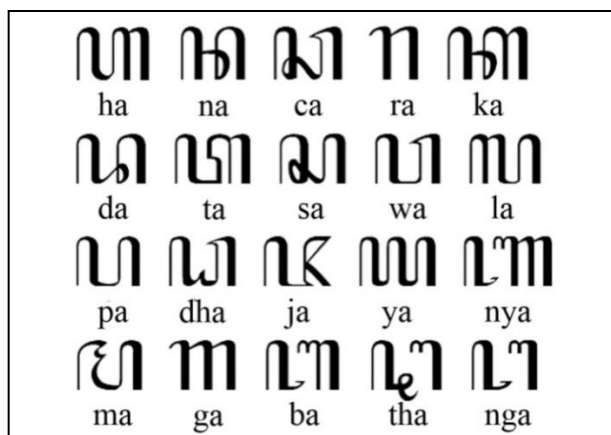 ꦲ ꦤ ꦕ ꦫ ꦏ
ha na ca ra ka
ꦢ ꦠ ꦱ ꦮ ꦭ
da ta sa wa la
ꦥ ꦝ ꦗ ꦪ ꦚ
pa dha ja ya nya
ꦩ ꦒ ꦧ ꦛ ꦔ
ma ga ba tha nga